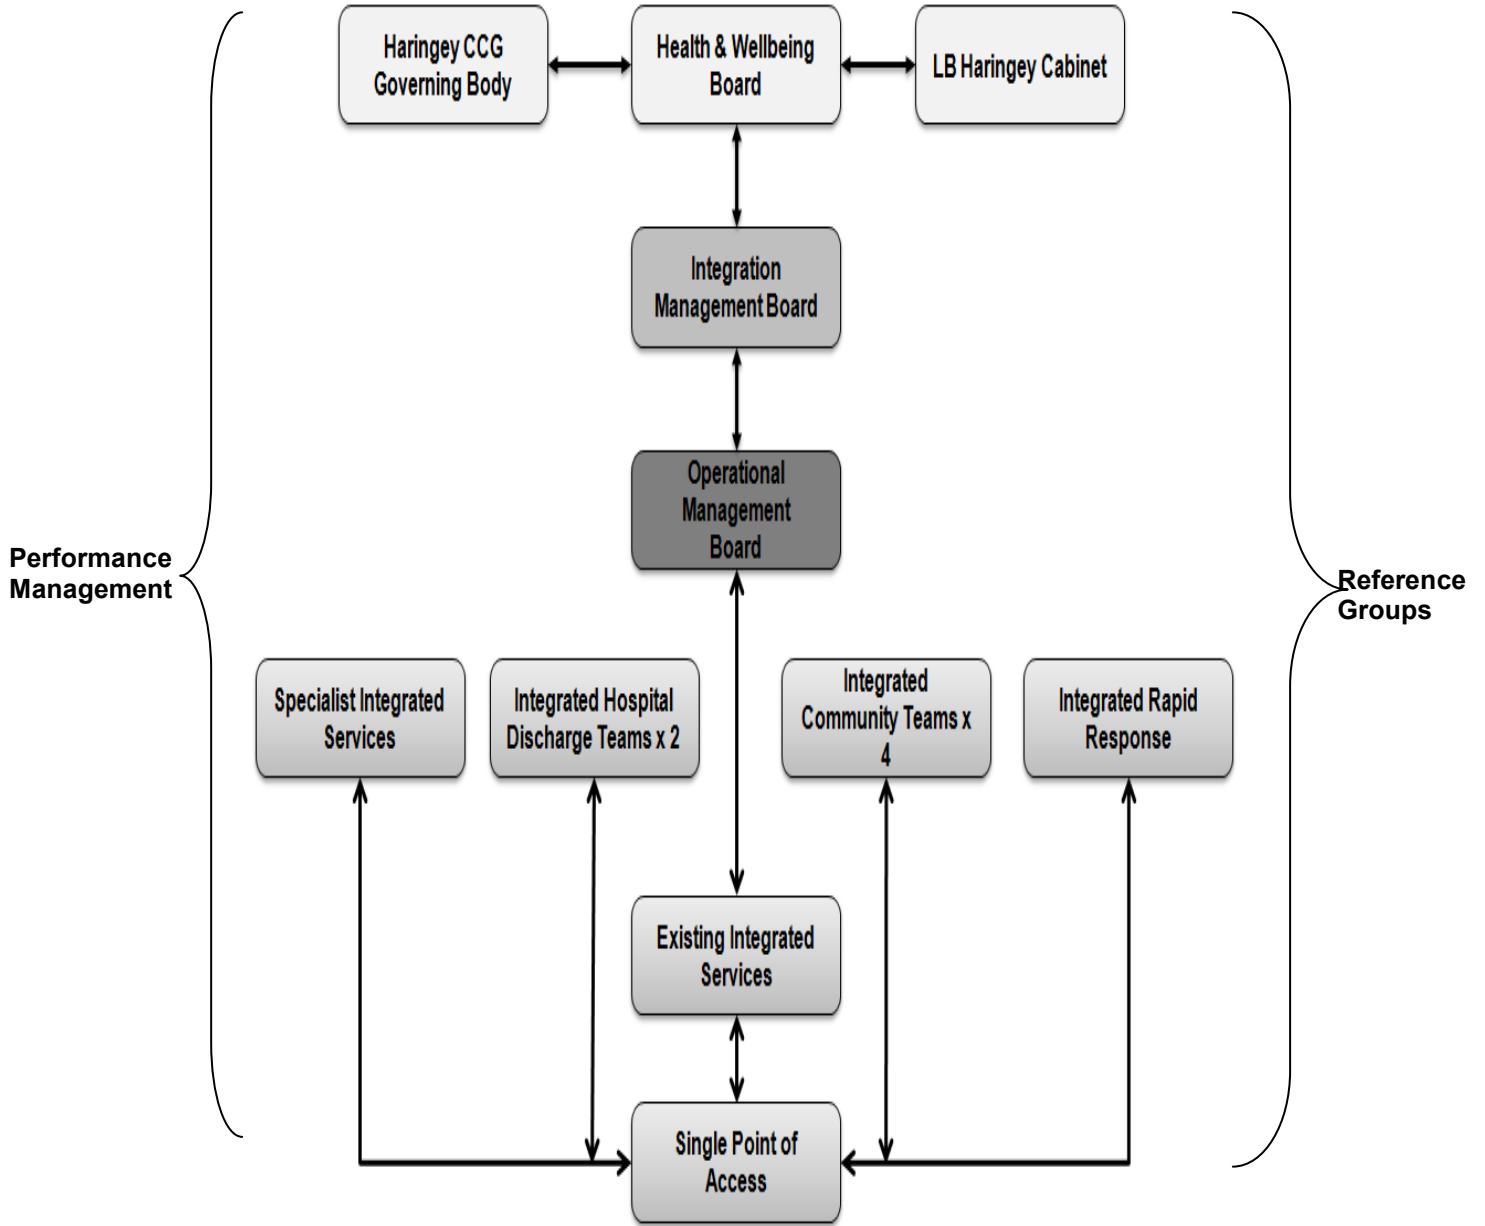 Haringey CCG
Governing Body
Health & Wellbeing
Board
LB Haringey Cabinet
Integration
Management Board
Operational
Management
Board
Performance
Management
Reference
Groups
Specialist Integrated
Services
Integrated Hospital
Discharge Teams x 2
Integrated
Community Teams x
4
Integrated Rapid
Response
Existing Integrated
Services
Single Point of
Access